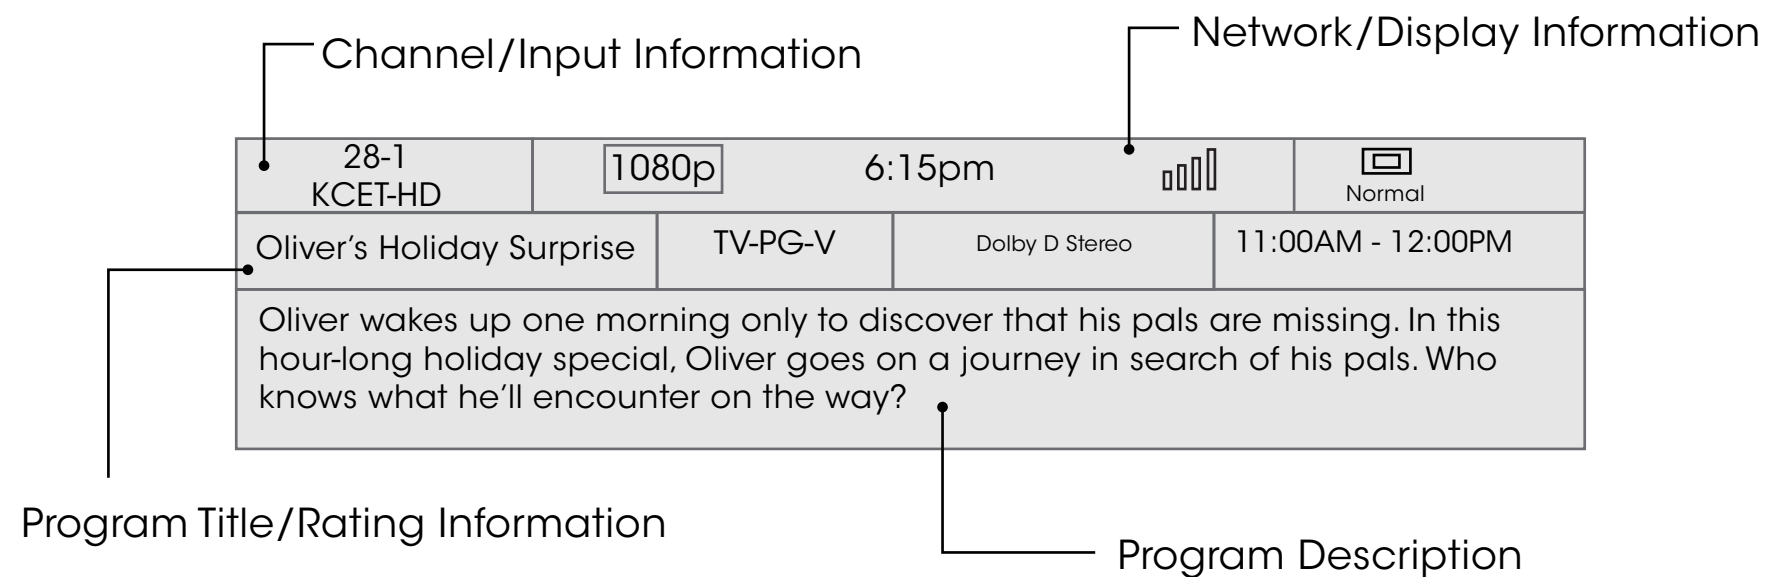 Channel/Input Information
Network/Display Information
28-1
KCET-HD
1080p
6:15pm
Normal
Oliver’s Holiday Surprise
TV-PG-V
Dolby D Stereo
11:00AM - 12:00PM
Oliver wakes up one morning only to discover that his pals are missing. In this
hour-long holiday special, Oliver goes on a journey in search of his pals. Who
knows what he’ll encounter on the way?
Program Title/Rating Information
Program Description